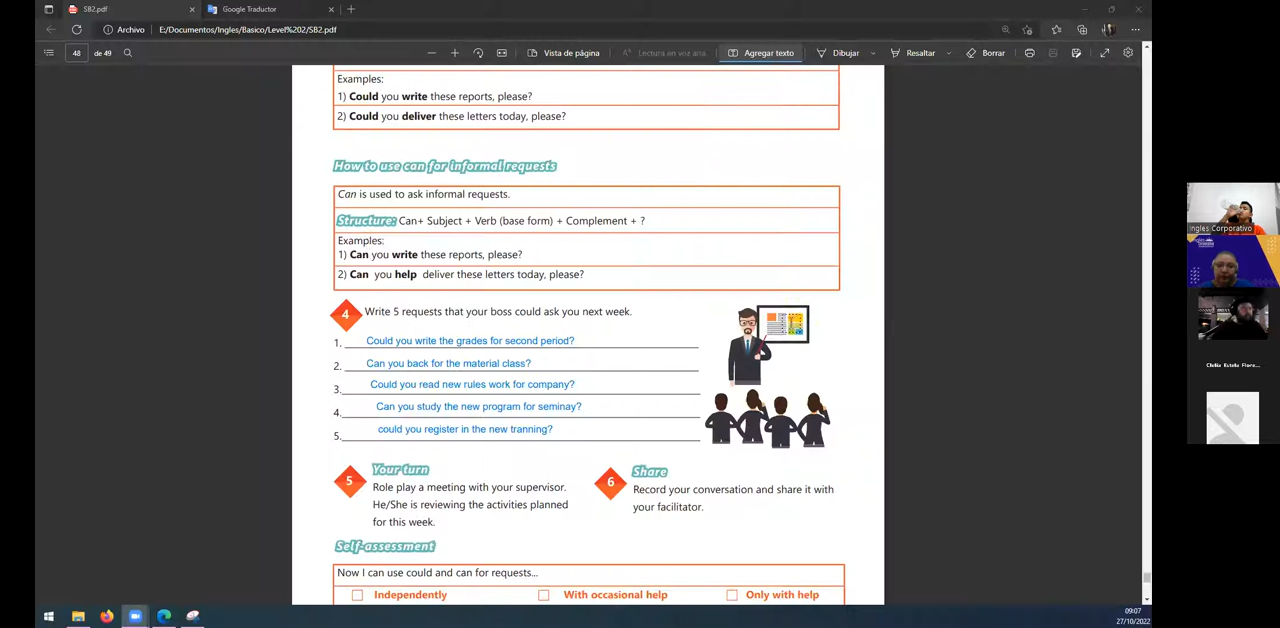 SB2.pdf
Google Traductor
Archivo
E:/Documentos/Ingles/Basico/Level%202/SB2.pdf
48
de 49
Vista de página
Lectura en voz alta
Agregar texto
Dibujar
Resaltar
Borrar
Examples:
1) Could you write these reports, please?
2) Could you deliver these letters today, please?
How to use can for informal requests
Can is used to ask informal requests.
Structure: Can+ Subject + Verb (base form) + Complement + ?
Examples:
1) Can you write these reports, please?
2) Can you help deliver these letters today, please?
4 Write 5 requests that your boss could ask you next week.
1. Could you write the grades for second period?
2. Can you back for the material class?
3. Could you read new rules work for company?
4. Can you study the new program for seminay?
5. could you register in the new tranning?
5 Your turn
Role play a meeting with your supervisor.
He/She is reviewing the activities planned
for this week.
6 Share
Record your conversation and share it with
your facilitator.
Self-assessment
Now I can use could and can for requests...
Independently
With occasional help
Only with help
Ingles Corporativo
09:07
27/10/2022